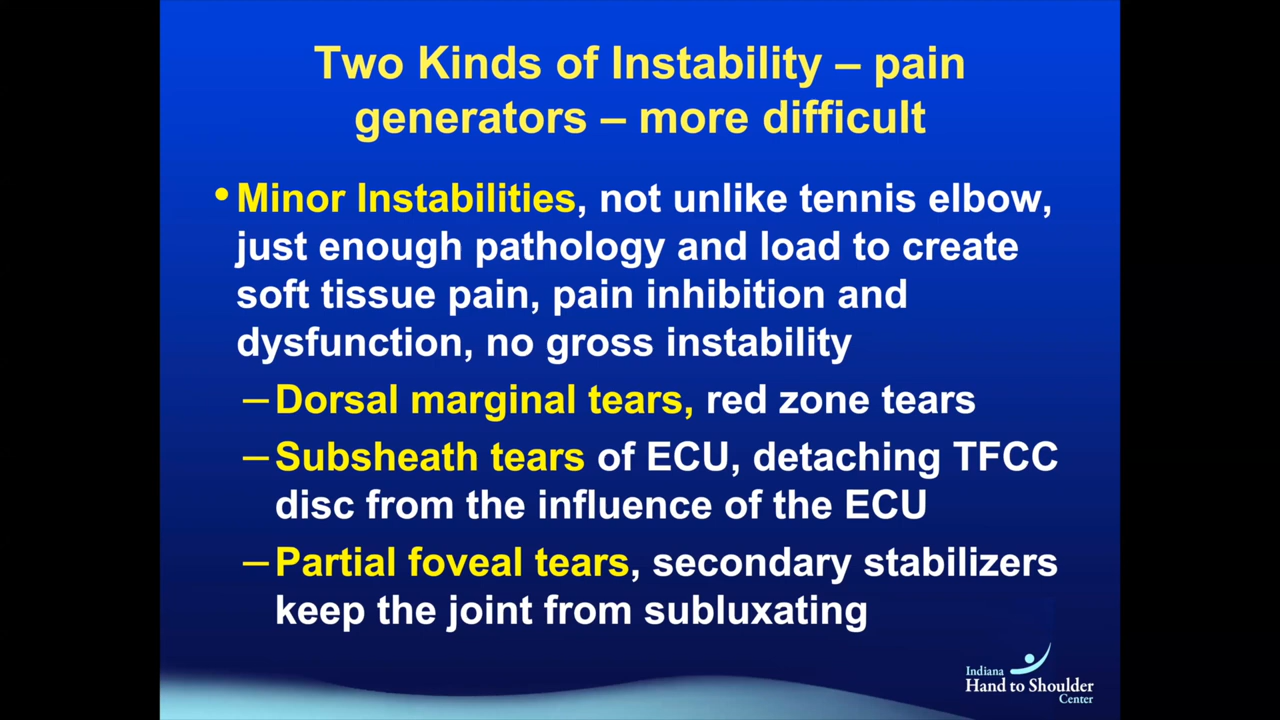 Two Kinds of Instability – pain
generators – more difficult
• Minor Instabilities, not unlike tennis elbow,
just enough pathology and load to create
soft tissue pain, pain inhibition and
dysfunction, no gross instability
– Dorsal marginal tears, red zone tears
– Subsheath tears of ECU, detaching TFCC
disc from the influence of the ECU
– Partial foveal tears, secondary stabilizers
keep the joint from subluxating
Indiana
Hand to Shoulder
Center